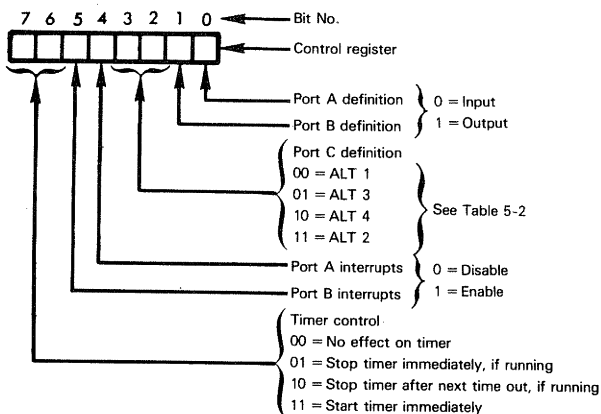 7 6 5 4 3 2 1 0 Bit No.
Control register
Port A definition
Port B definition
0 = Input
1 = Output
Port C definition
00 = ALT 1
01 = ALT 3
10 = ALT 4
11 = ALT 2
See Table 5-2
Port A interrupts
Port B interrupts
0 = Disable
1 = Enable
Timer control
00 = No effect on timer
01 = Stop timer immediately, if running
10 = Stop timer after next time out, if running
11 = Start timer immediately